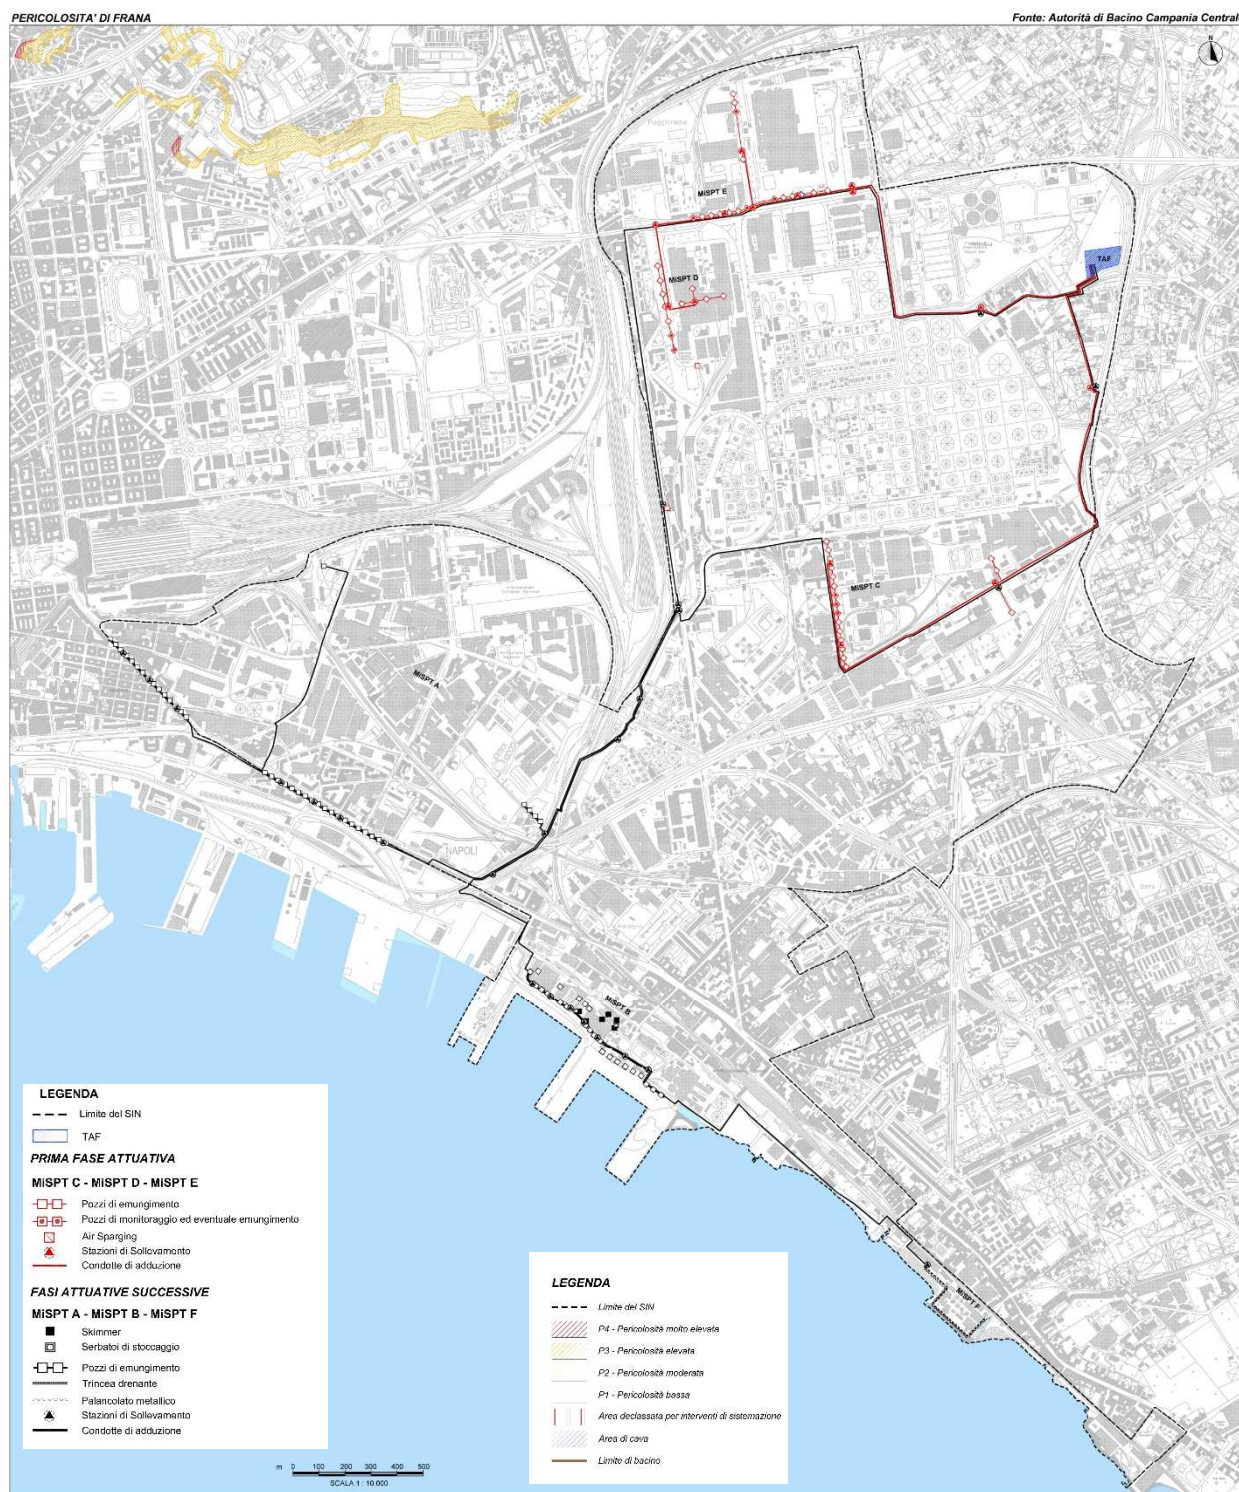 PERICOLOSITA' DI FRANA
Fonte: Autorità di Bacino Campania Centrale
N
Poggioreale
MiSPT E
MiSPT D
TAF
MiSPT C
MiSPT A
NAPOLI
MiSPT B
MiSPT F
LEGENDA
Limite del SIN
TAF
PRIMA FASE ATTUATIVA
MiSPT C - MiSPT D - MiSPT E
Pozzi di emungimento
Pozzi di monitoraggio ed eventuale emungimento
Air Sparging
Stazioni di Sollevamento
Condotte di adduzione
FASI ATTUATIVE SUCCESSIVE
MiSPT A - MiSPT B - MiSPT F
Skimmer
Serbatoi di stoccaggio
Pozzi di emungimento
Trincea drenante
Palancolato metallico
Stazioni di Sollevamento
Condotte di adduzione
LEGENDA
Limite del SIN
P4 - Pericolosità molto elevata
P3 - Pericolosità elevata
P2 - Pericolosità moderata
P1 - Pericolosità bassa
Area declassata per interventi di sistemazione
Area di cava
Limite di bacino
m 0 100 200 300 400 500
SCALA 1 : 10.000